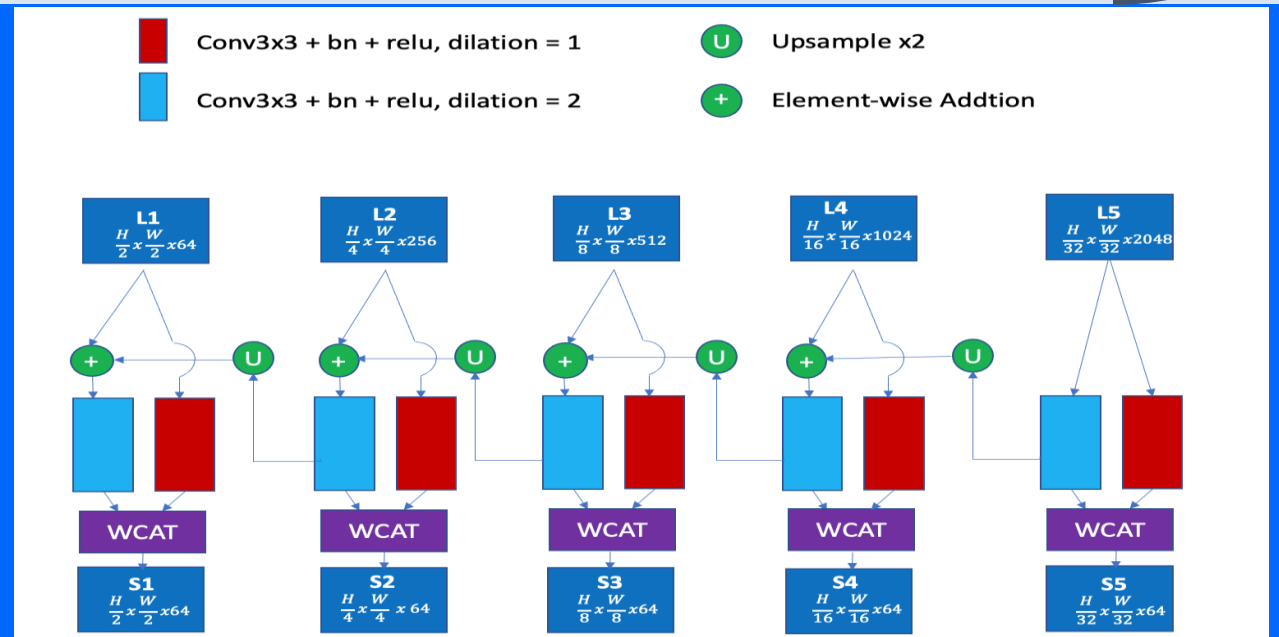 Conv3x3 + bn + relu, dilation = 1
U Upsample x2
Conv3x3 + bn + relu, dilation = 2
+ Element-wise Addtion
L1
H/2 x W/2 x64
L2
H/4 x W/4 x256
L3
H/8 x W/8 x512
L4
H/16 x W/16 x1024
L5
H/32 x W/32 x2048
+ U + U + U + U
WCAT WCAT WCAT WCAT WCAT
S1
H/2 x W/2 x64
S2
H/4 x W/4 x 64
S3
H/8 x W/8 x64
S4
H/16 x W/16 x64
S5
H/32 x W/32 x64